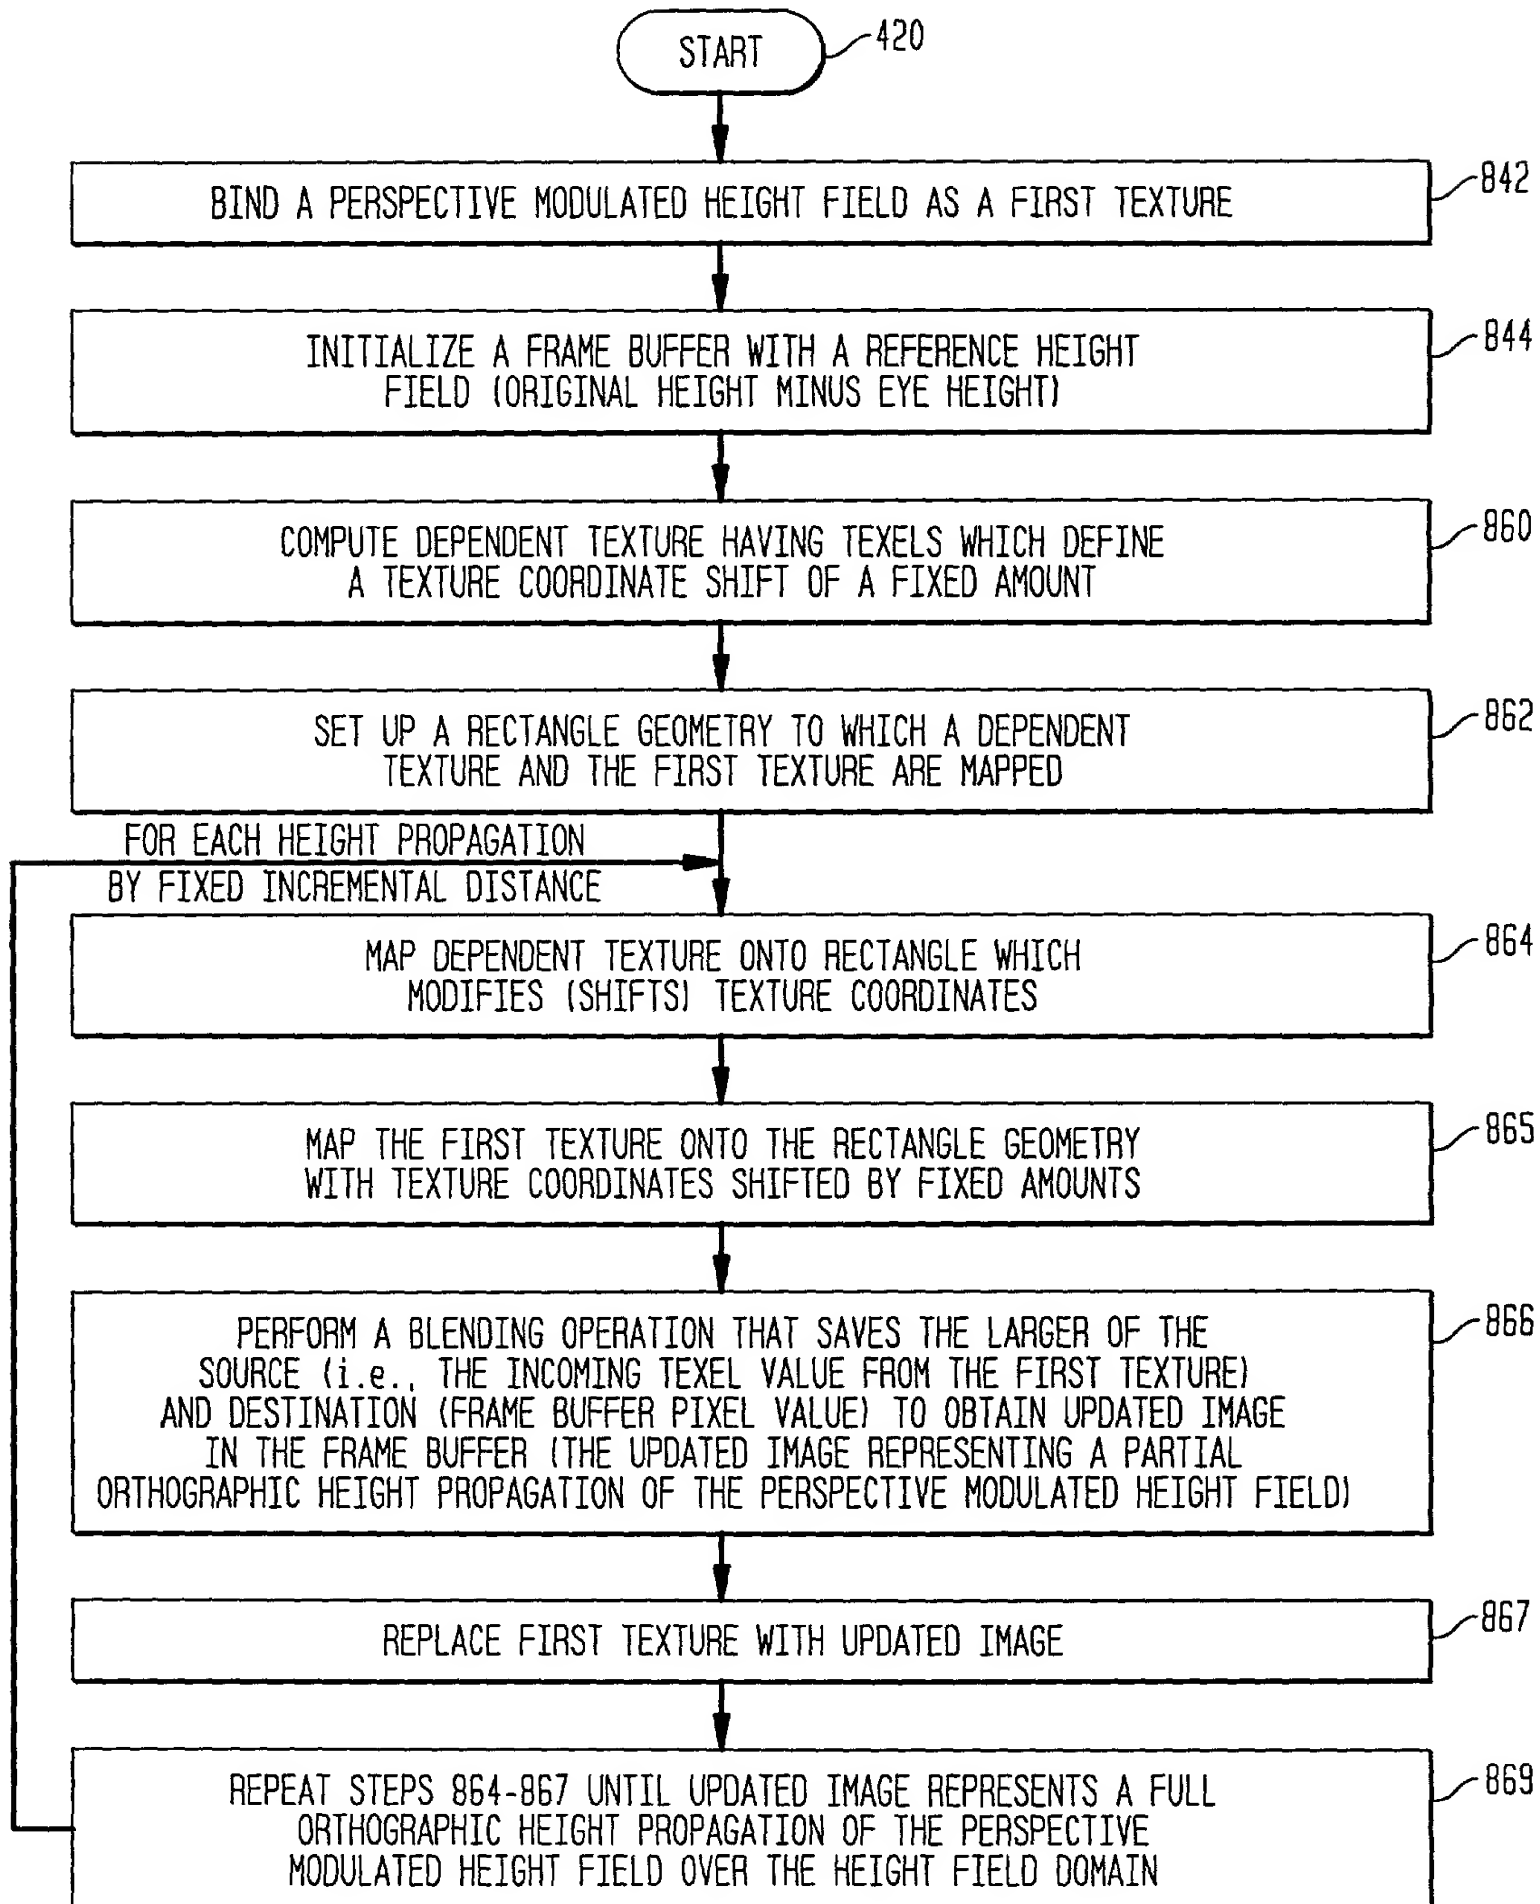 START
420
BIND A PERSPECTIVE MODULATED HEIGHT FIELD AS A FIRST TEXTURE
842
INITIALIZE A FRAME BUFFER WITH A REFERENCE HEIGHT
FIELD (ORIGINAL HEIGHT MINUS EYE HEIGHT)
844
COMPUTE DEPENDENT TEXTURE HAVING TEXELS WHICH DEFINE
A TEXTURE COORDINATE SHIFT OF A FIXED AMOUNT
860
SET UP A RECTANGLE GEOMETRY TO WHICH A DEPENDENT
TEXTURE AND THE FIRST TEXTURE ARE MAPPED
862
FOR EACH HEIGHT PROPAGATION
BY FIXED INCREMENTAL DISTANCE
MAP DEPENDENT TEXTURE ONTO RECTANGLE WHICH
MODIFIES (SHIFTS) TEXTURE COORDINATES
864
MAP THE FIRST TEXTURE ONTO THE RECTANGLE GEOMETRY
WITH TEXTURE COORDINATES SHIFTED BY FIXED AMOUNTS
865
PERFORM A BLENDING OPERATION THAT SAVES THE LARGER OF THE
SOURCE (i.e., THE INCOMING TEXEL VALUE FROM THE FIRST TEXTURE)
AND DESTINATION (FRAME BUFFER PIXEL VALUE) TO OBTAIN UPDATED IMAGE
IN THE FRAME BUFFER (THE UPDATED IMAGE REPRESENTING A PARTIAL
ORTHOGRAPHIC HEIGHT PROPAGATION OF THE PERSPECTIVE MODULATED HEIGHT FIELD)
866
REPLACE FIRST TEXTURE WITH UPDATED IMAGE
867
REPEAT STEPS 864-867 UNTIL UPDATED IMAGE REPRESENTS A FULL
ORTHOGRAPHIC HEIGHT PROPAGATION OF THE PERSPECTIVE
MODULATED HEIGHT FIELD OVER THE HEIGHT FIELD DOMAIN
869